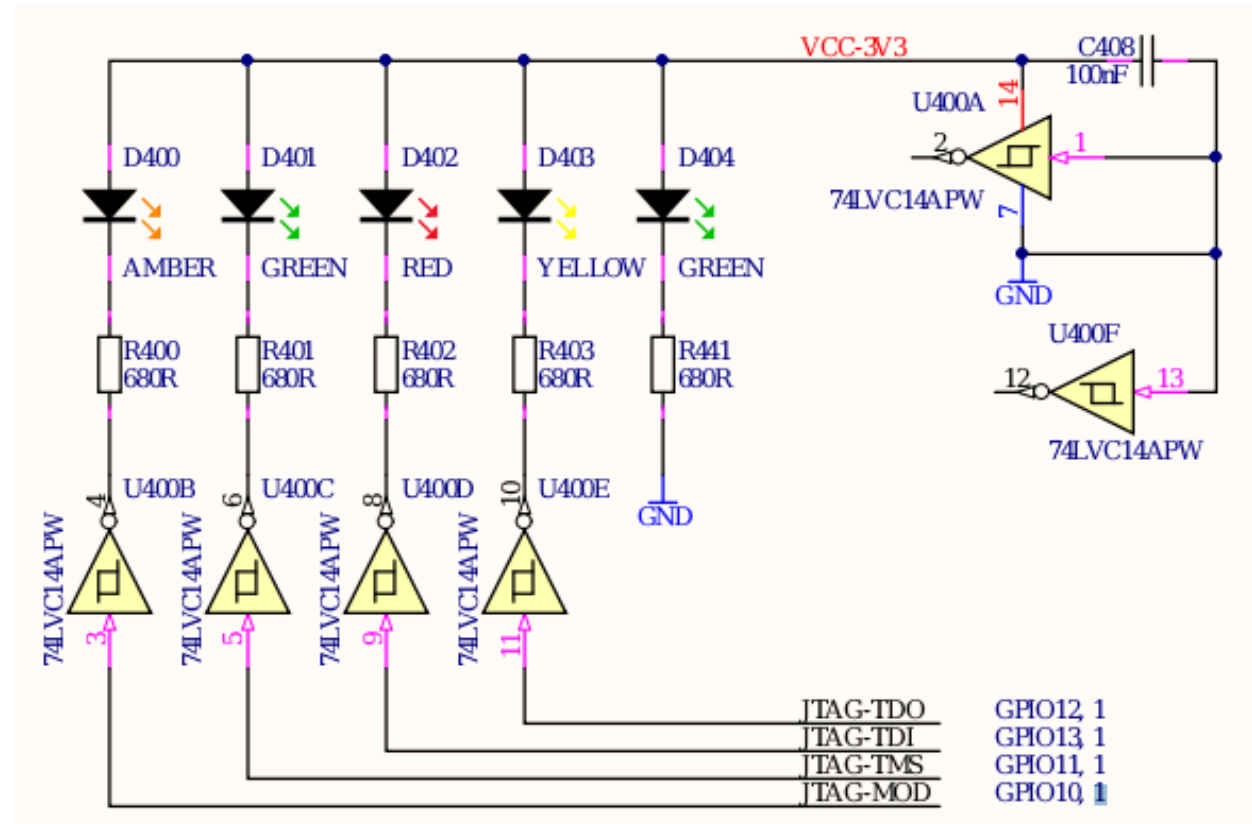 VCC-3V3
C408
100nF
U400A
14
2
1
74LVC14APW
7
GND
D400
D401
D402
D403
D404
AMBER
GREEN
RED
YELLOW
GREEN
R400
680R
R401
680R
R402
680R
R403
680R
R441
680R
U400F
12
13
74LVC14APW
4
U400B
6
U400C
8
U400D
10
U400E
GND
74LVC14APW
74LVC14APW
74LVC14APW
74LVC14APW
3
5
9
11
JTAG-TDO GPIO12, 1
JTAG-TDI GPIO13, 1
JTAG-TMS GPIO11, 1
JTAG-MOD GPIO10, 1